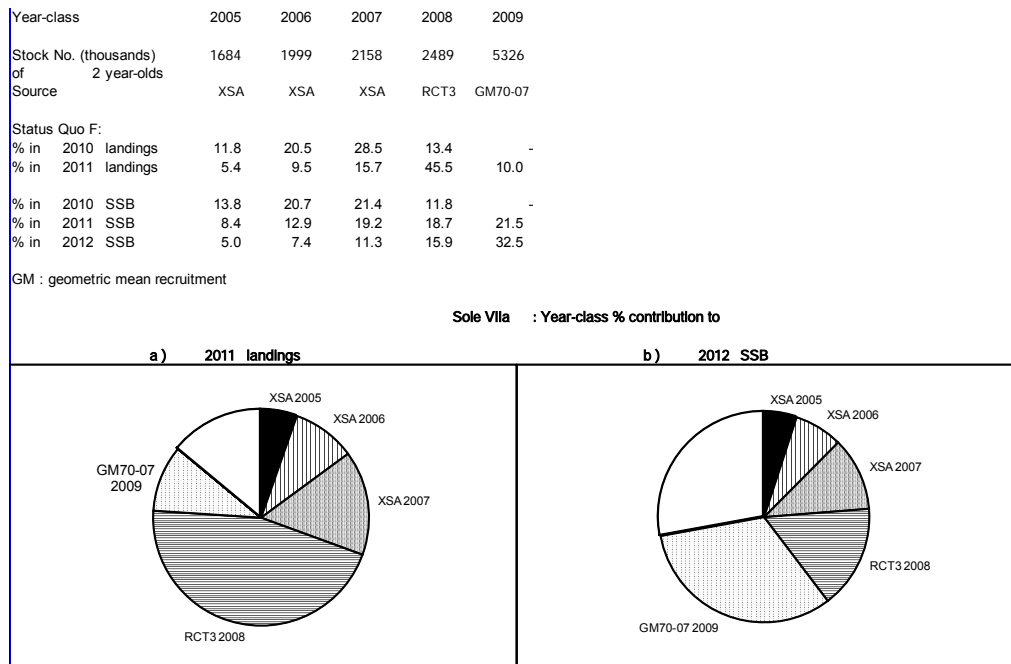 Year-class 2005 2006 2007 2008 2009
Stock No. (thousands) 1684 1999 2158 2489 5326
of 2 year-olds
Source XSA XSA XSA RCT3 GM70-07
Status Quo F:
% in 2010 landings 11.8 20.5 28.5 13.4 -
% in 2011 landings 5.4 9.5 15.7 45.5 10.0
% in 2010 SSB 13.8 20.7 21.4 11.8 -
% in 2011 SSB 8.4 12.9 19.2 18.7 21.5
% in 2012 SSB 5.0 7.4 11.3 15.9 32.5
GM : geometric mean recruitment
Sole VIIa : Year-class % contribution to
a ) 2011 landings
b ) 2012 SSB
XSA 2005
XSA 2006
XSA 2007
RCT3 2008
GM70-07
2009
XSA 2005
XSA 2006
XSA 2007
RCT3 2008
GM70-07 2009